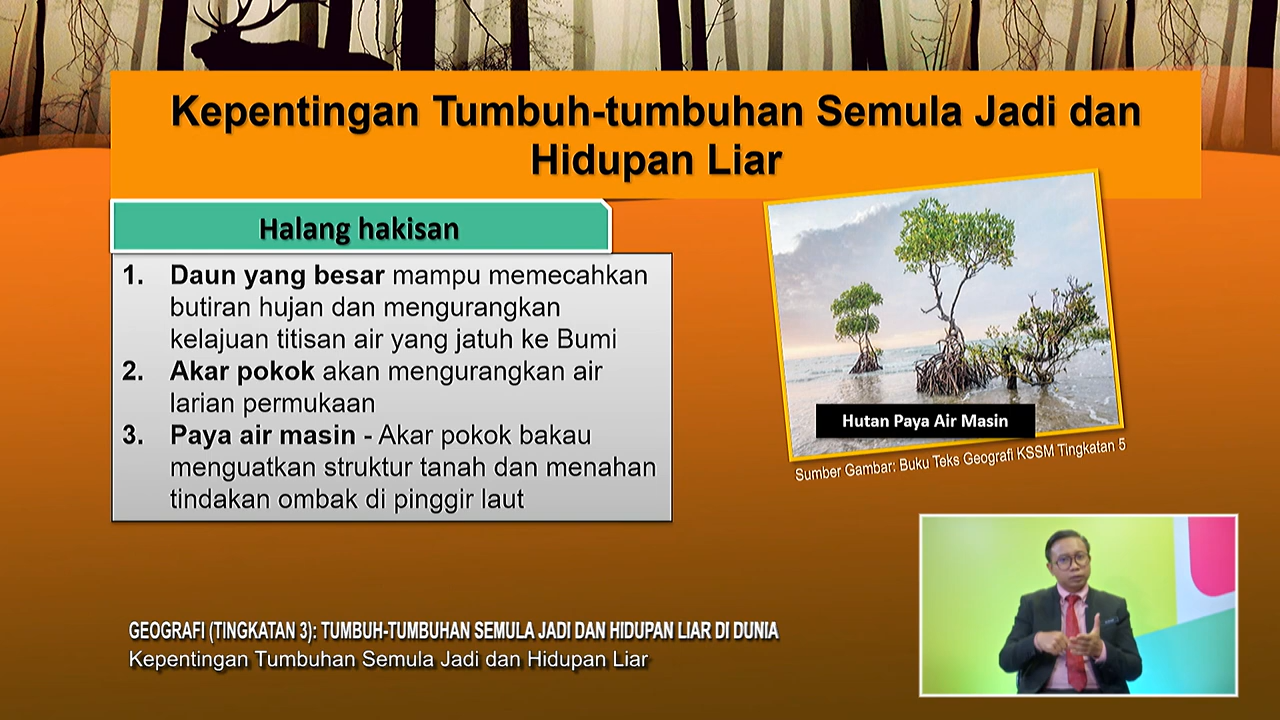 Kepentingan Tumbuh-tumbuhan Semula Jadi dan
Hidupan Liar
Halang hakisan
1. Daun yang besar mampu memecahkan
butiran hujan dan mengurangkan
kelajuan titisan air yang jatuh ke Bumi
2. Akar pokok akan mengurangkan air
larian permukaan
3. Paya air masin - Akar pokok bakau
menguatkan struktur tanah dan menahan
tindakan ombak di pinggir laut
Hutan Paya Air Masin
Sumber Gambar: Buku Teks Geografi KSSM Tingkatan 5
GEOGRAFI (TINGKATAN 3): TUMBUH-TUMBUHAN SEMULA JADI DAN HIDUPAN LIAR DI DUNIA
Kepentingan Tumbuhan Semula Jadi dan Hidupan Liar